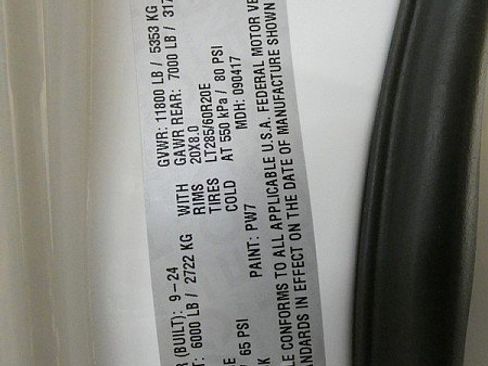 R (BUILT): 9-24 GVWR: 11800 LB / 5353 KG
T: 6000 LB / 2722 KG WITH GAWR REAR: 7000 LB / 317
RIMS 20X8.0
E TIRES LT285/60R20E
/ 65 PSI COLD AT 550 kPa / 80 PSI
K PAINT: PW7 MDH: 090417
LE CONFORMS TO ALL APPLICABLE U.S.A. FEDERAL MOTOR VE
ANDARDS IN EFFECT ON THE DATE OF MANUFACTURE SHOWN